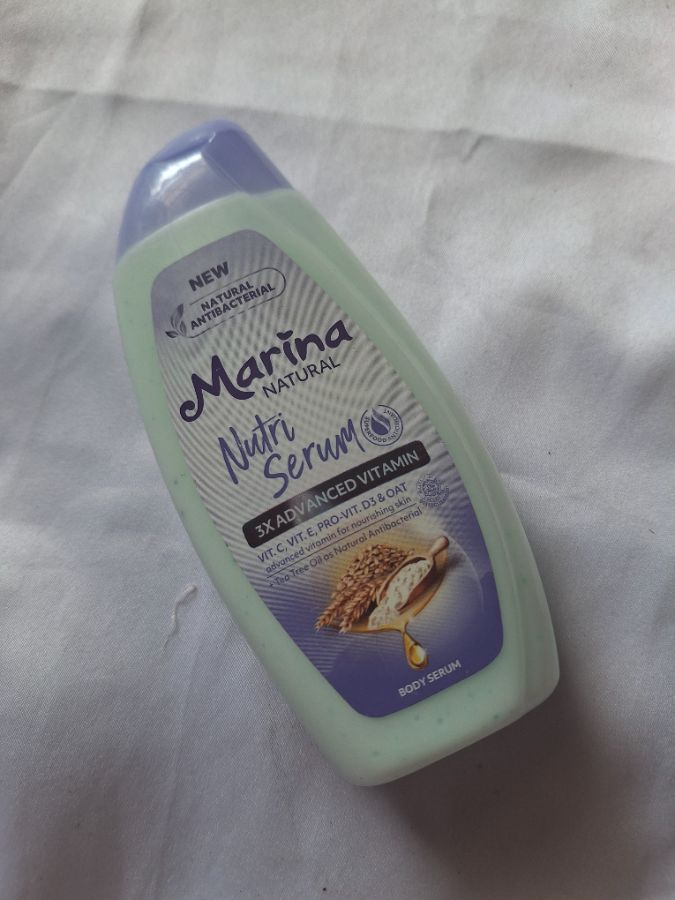 NEW
NATURAL
ANTIBACTERIAL
Marina
NATURAL
Nutri
Serum
SUPERFOOD
3X ADVANCED VITAMIN
VIT. C, VIT. E, PRO-VIT. D3 & OAT
advanced vitamin for nourishing skin
+ Tea Tree Oil as Natural Antibacterial
BODY SERUM